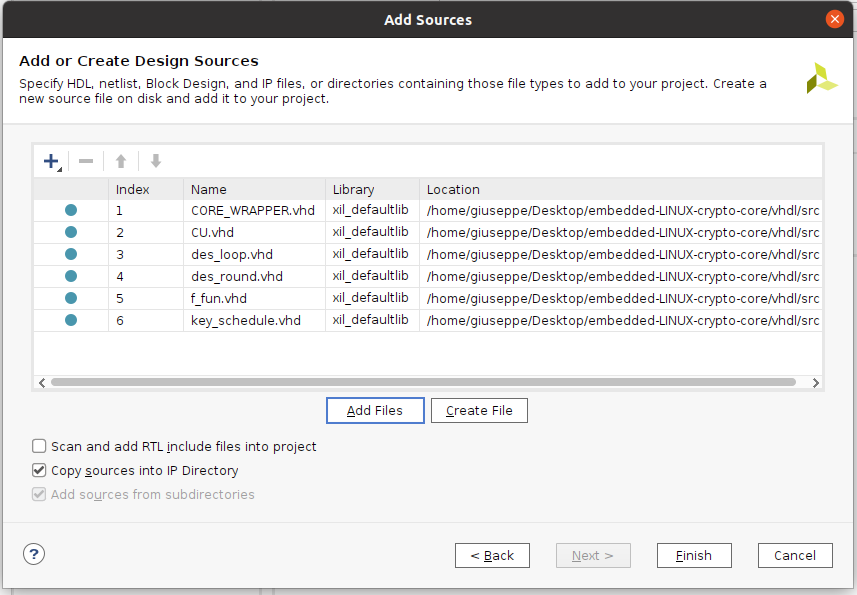 Add Sources
Add or Create Design Sources
Specify HDL, netlist, Block Design, and IP files, or directories containing those file types to add to your project. Create a
new source file on disk and add it to your project.
Index Name Library Location
1 CORE_WRAPPER.vhd xil_defaultlib /home/giuseppe/Desktop/embedded-LINUX-crypto-core/vhdl/src
2 CU.vhd xil_defaultlib /home/giuseppe/Desktop/embedded-LINUX-crypto-core/vhdl/src
3 des_loop.vhd xil_defaultlib /home/giuseppe/Desktop/embedded-LINUX-crypto-core/vhdl/src
4 des_round.vhd xil_defaultlib /home/giuseppe/Desktop/embedded-LINUX-crypto-core/vhdl/src
5 f_fun.vhd xil_defaultlib /home/giuseppe/Desktop/embedded-LINUX-crypto-core/vhdl/src
6 key_schedule.vhd xil_defaultlib /home/giuseppe/Desktop/embedded-LINUX-crypto-core/vhdl/src
Add Files Create File
Scan and add RTL include files into project
Copy sources into IP Directory
Add sources from subdirectories
? < Back Next > Finish Cancel